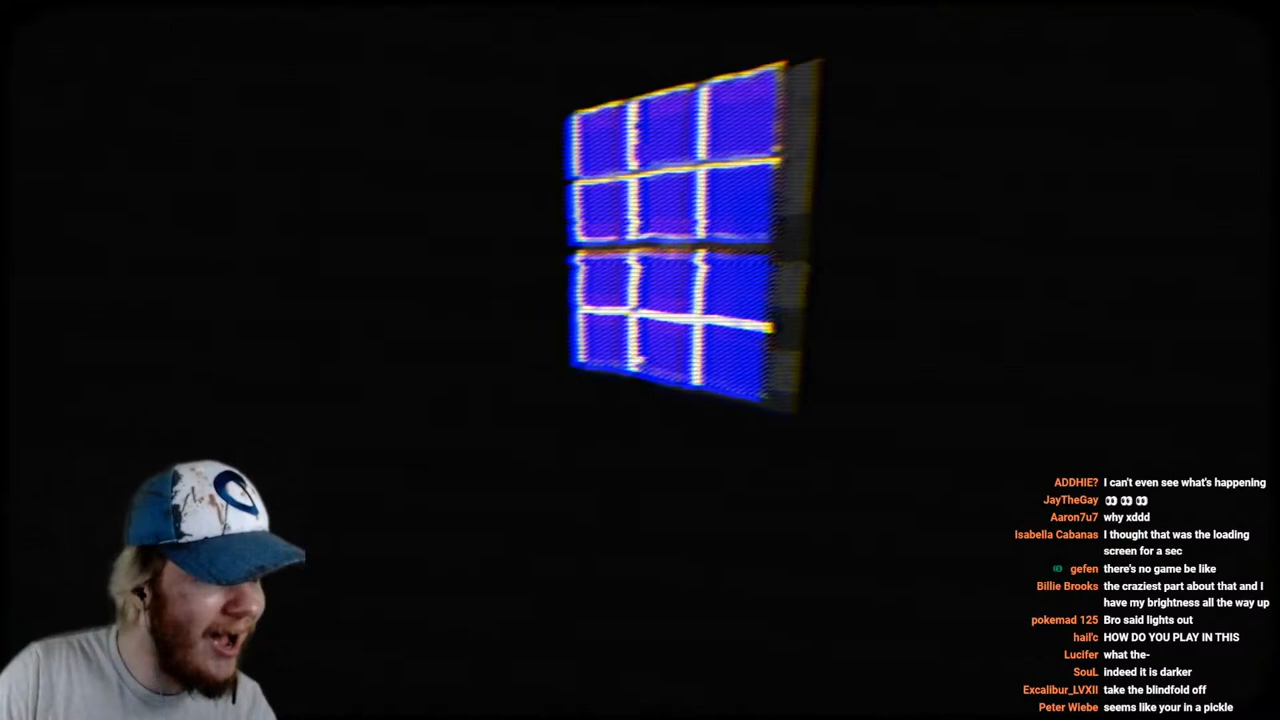 ADDHIE? I can't even see what's happening
JayTheGay 👀 👀 👀
Aaron7u7 why xddd
Isabella Cabanas I thought that was the loading
screen for a sec
gefen there's no game be like
Billie Brooks the craziest part about that and I
have my brightness all the way up
pokemad 125 Bro said lights out
hail'c HOW DO YOU PLAY IN THIS
Lucifer what the-
SouL indeed it is darker
Excalibur_LVXII take the blindfold off
Peter Wiebe seems like your in a pickle